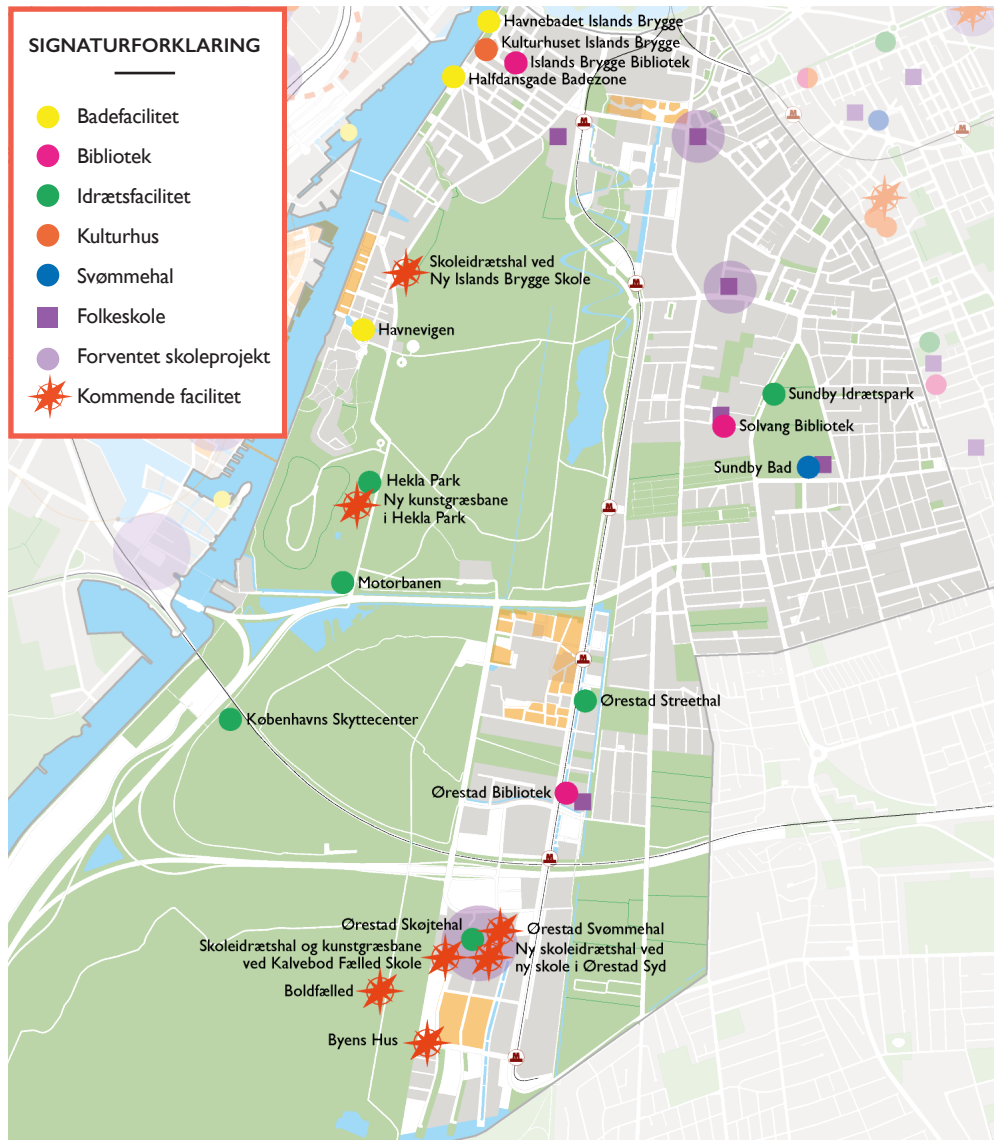 SIGNATURFORKLARING
Badefacilitet
Bibliotek
Idrætsfacilitet
Kulturhus
Svømmehal
Folkeskole
Forventet skoleprojekt
Kommende facilitet
Havnebadet Islands Brygge
Kulturhuset Islands Brygge
Islands Brygge Bibliotek
Halfdansgade Badezone
Skoleidrætshal ved
Ny Islands Brygge Skole
Havnevigen
Sundby Idrætspark
Solvang Bibliotek
Sundby Bad
Hekla Park
Ny kunstgræsbane
i Hekla Park
Motorbanen
Ørestad Streethal
Københavns Skyttecenter
Ørestad Bibliotek
Ørestad Skøjtehal
Skoleidrætshal og kunstgræsbane
ved Kalvebod Fælled Skole
Ørestad Svømmehal
Ny skoleidrætshal ved
ny skole i Ørestad Syd
Boldfælled
Byens Hus